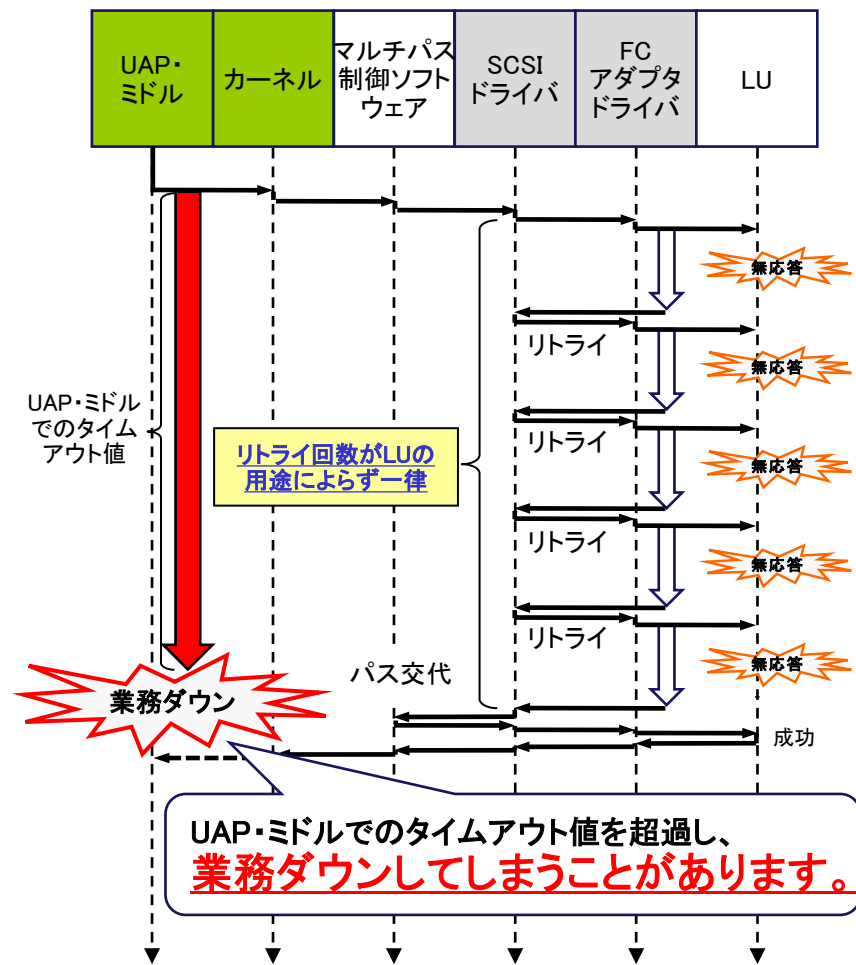 UAP・
ミドル
カーネル
マルチパス
制御ソフト
ウェア
SCSI
ドライバ
FC
アダプタ
ドライバ
LU
無応答
リトライ
無応答
UAP・ミドル
でのタイム
アウト値
リトライ回数がLUの
用途によらず一律
リトライ
無応答
リトライ
無応答
リトライ
無応答
パス交代
業務ダウン
成功
UAP・ミドルでのタイムアウト値を超過し、
業務ダウンしてしまうことがあります。